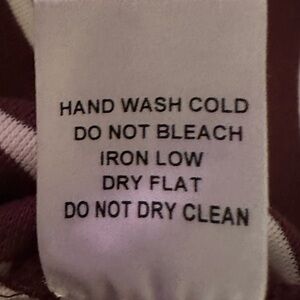 HAND WASH COLD
DO NOT BLEACH
IRON LOW
DRY FLAT
DO NOT DRY CLEAN